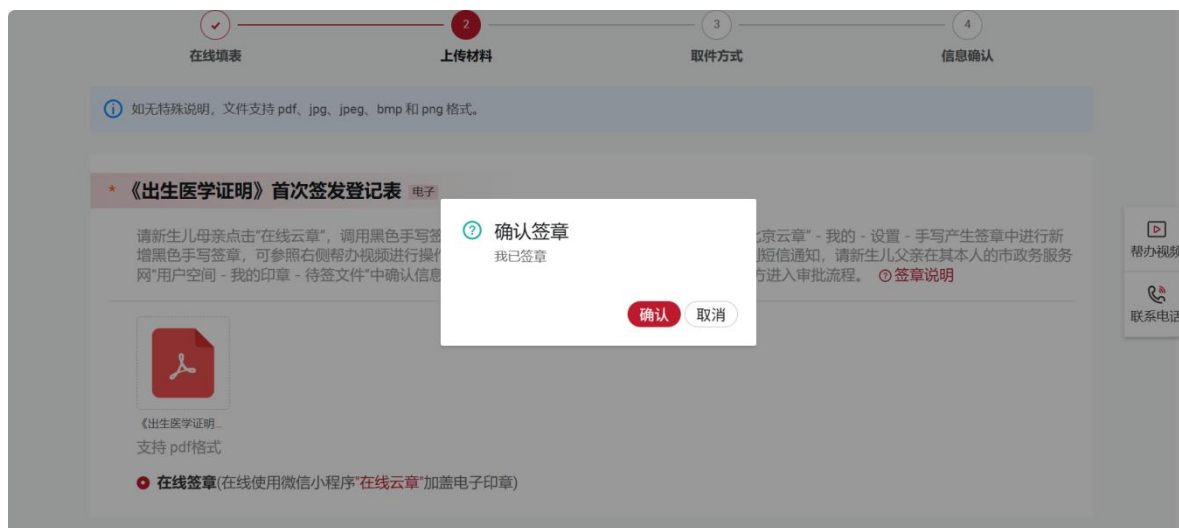 2
3
4
在线填表
上传材料
取件方式
信息确认
如无特殊说明，文件支持 pdf、jpg、jpeg、bmp 和 png 格式。
* 《出生医学证明》首次签发登记表 电子
请新生儿母亲点击“在线云章”，调用黑色手写签
京云章” - 我的 - 设置 - 手写产生签章中进行新
增黑色手写签章，可参照右侧帮办视频进行操作
短信通知，请新生儿父亲在其本人的市政务服务
网“用户空间 - 我的印章 - 待签文件”中确认信息
方进入审批流程。 签章说明
确认签章
我已签章
确认 取消
帮办视频
联系电话
《出生医学证明...
支持 pdf格式
在线签章(在线使用微信小程序“在线云章”加盖电子印章)